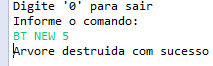 Digite '0' para sair
Informe o comando:
BT NEW 5
Arvore destruida com sucesso